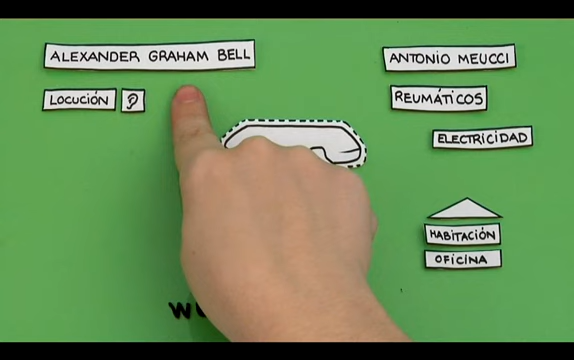 ALEXANDER GRAHAM BELL
LOCUCIÓN
ANTONIO MEUCCI
REUMÁTICOS
ELECTRICIDAD
HABITACIÓN
OFICINA